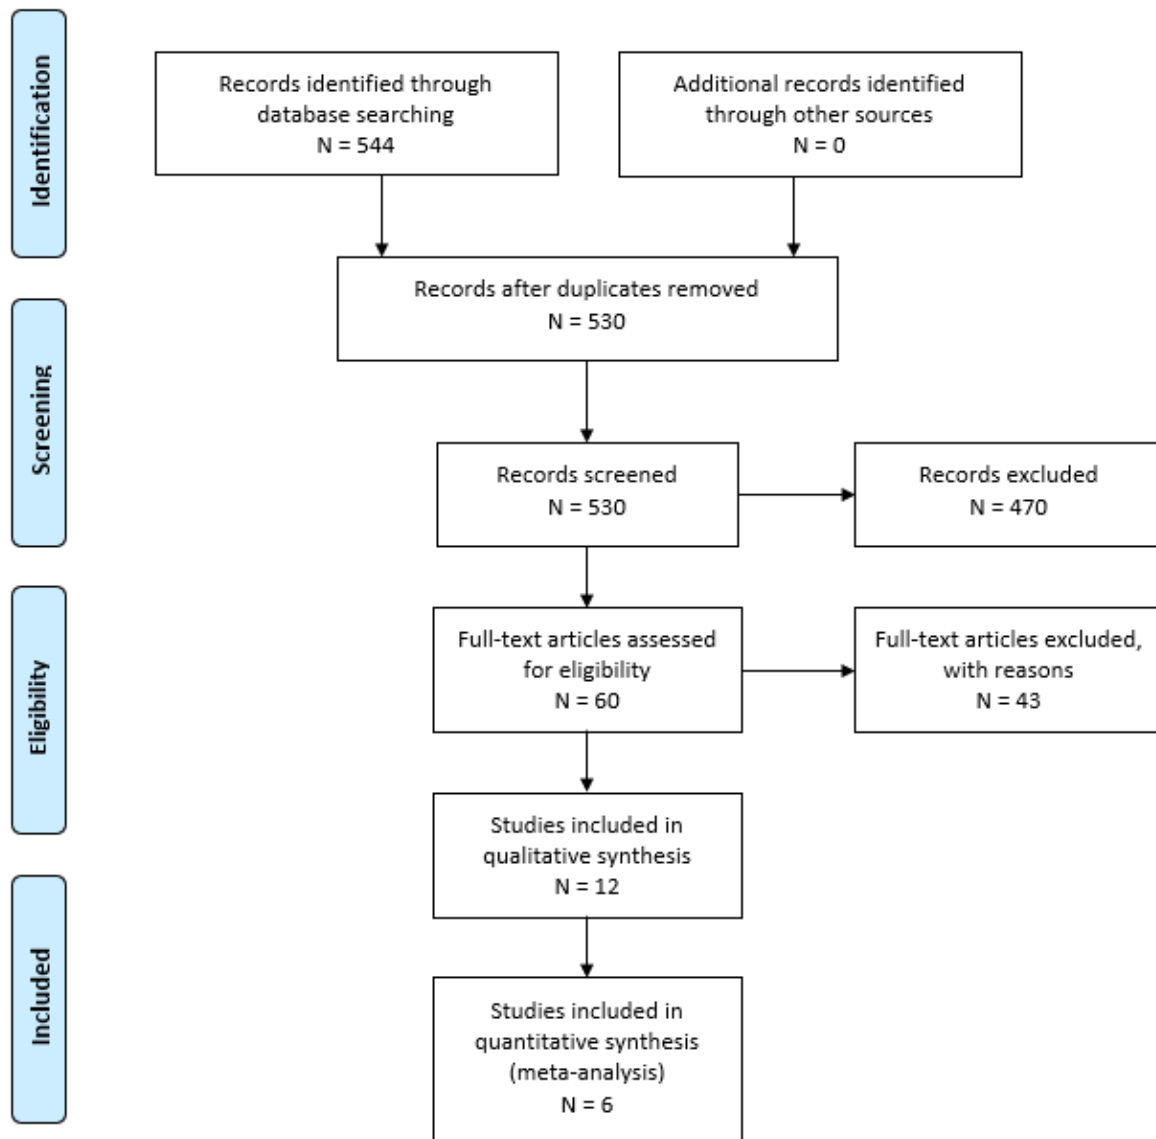 Identification
Records identified through
database searching
N = 544
Additional records identified
through other sources
N = 0
Records after duplicates removed
N = 530
Screening
Records screened
N = 530
Records excluded
N = 470
Eligibility
Full-text articles assessed
for eligibility
N = 60
Full-text articles excluded,
with reasons
N = 43
Studies included in
qualitative synthesis
N = 12
Included
Studies included in
quantitative synthesis
(meta-analysis)
N = 6